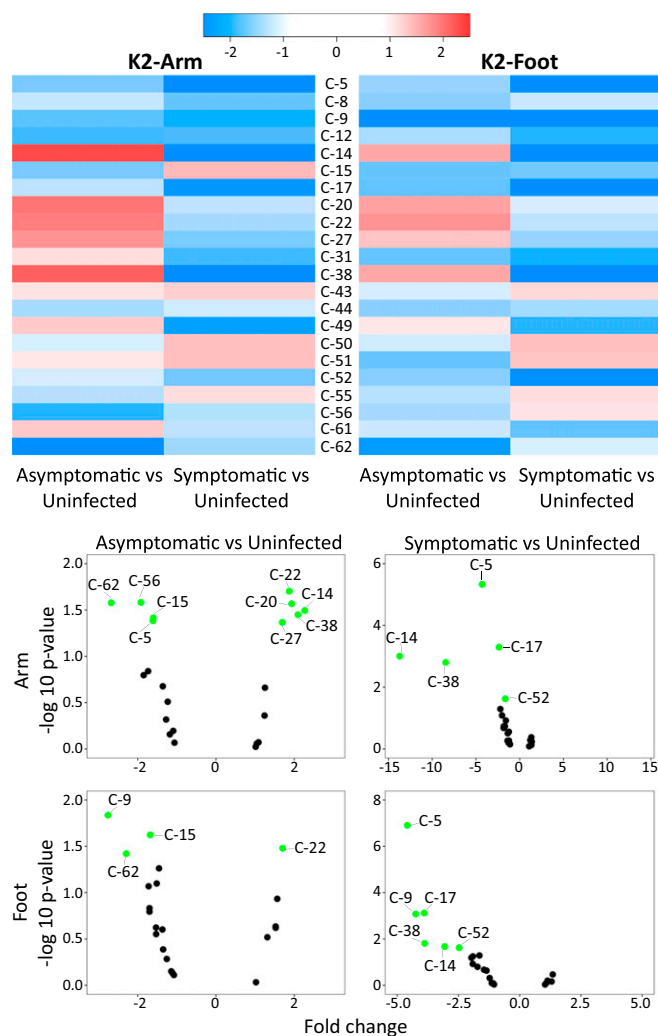 -2 -1 0 1 2
K2-Arm K2-Foot
C-5
C-8
C-9
C-12
C-14
C-15
C-17
C-20
C-22
C-27
C-31
C-38
C-43
C-44
C-49
C-50
C-51
C-52
C-55
C-56
C-61
C-62
Asymptomatic vs Uninfected
Symptomatic vs Uninfected
Asymptomatic vs Uninfected
Symptomatic vs Uninfected
Asymptomatic vs Uninfected
Symptomatic vs Uninfected
Arm
-log 10 p-value
2.0
1.5
1.0
0.5
0.0
-2 0 2
C-62
C-56
C-15
C-5
C-22
C-14
C-20
C-38
C-27
6
4
2
0
-15 -10 -5 0 5 10 15
C-5
C-14
C-17
C-38
C-52
Foot
-log 10 p-value
2.0
1.5
1.0
0.5
0.0
-2 0 2
C-9
C-15
C-62
C-22
8
6
4
2
0
-5.0 -2.5 0.0 2.5 5.0
C-5
C-9
C-17
C-38
C-52
C-14
Fold change